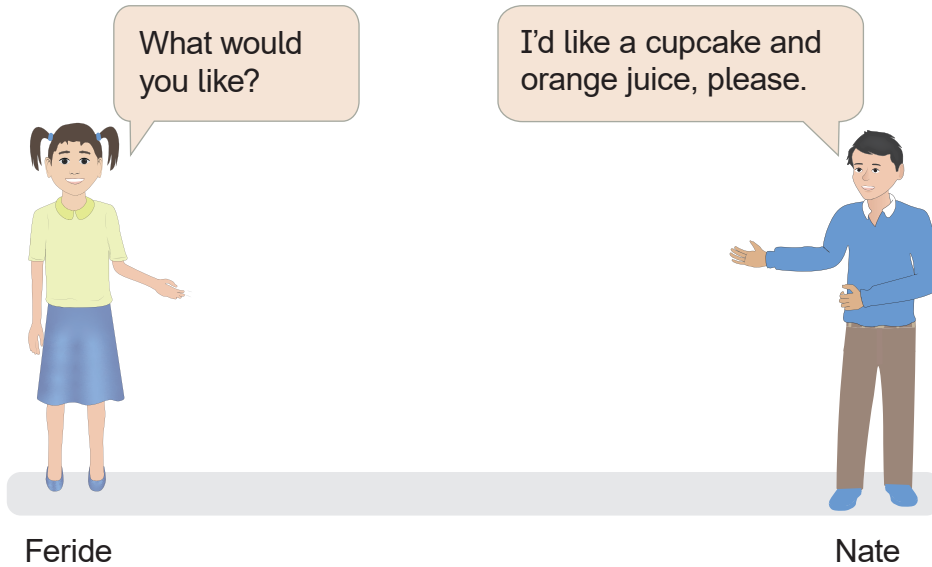 What would
you like?
I'd like a cupcake and
orange juice, please.
Feride
Nate